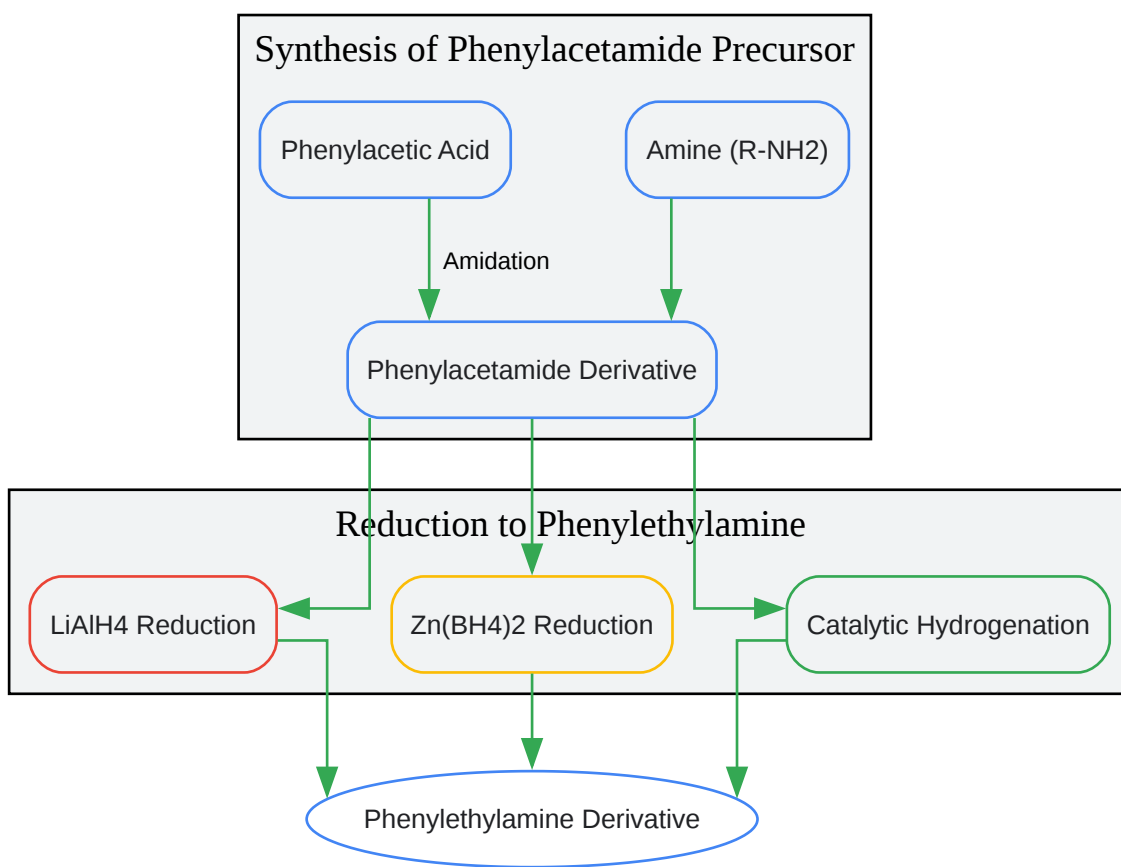 Synthesis of Phenylacetamide Precursor
Phenylacetic Acid
Amine (R-NH2)
Amidation
Phenylacetamide Derivative
Reduction to Phenylethylamine
LiAlH4 Reduction
Zn(BH4)2 Reduction
Catalytic Hydrogenation
Phenylethylamine Derivative